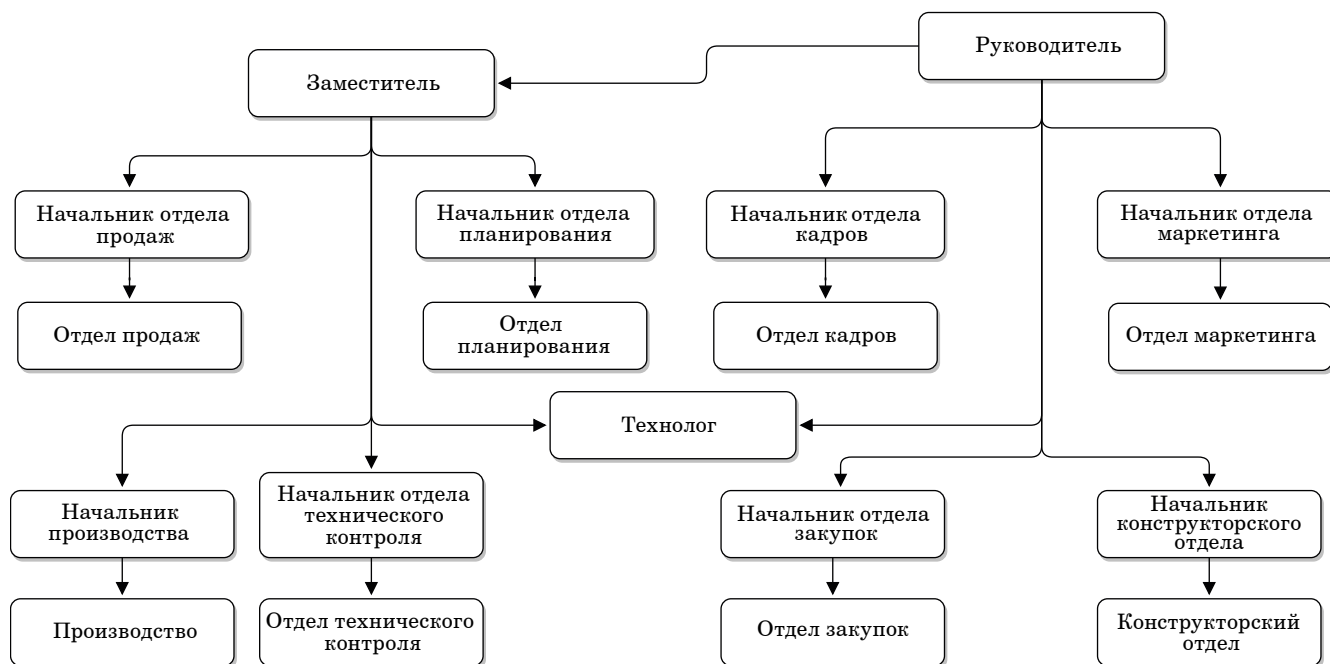 Руководитель
Заместитель
Начальник отдела
продаж
Начальник отдела
планирования
Начальник отдела
кадров
Начальник отдела
маркетинга
Отдел продаж
Отдел
планирования
Отдел кадров
Отдел маркетинга
Технолог
Начальник
производства
Начальник отдела
технического
контроля
Начальник отдела
закупок
Начальник
конструкторского
отдела
Производство
Отдел технического
контроля
Отдел закупок
Конструкторский
отдел